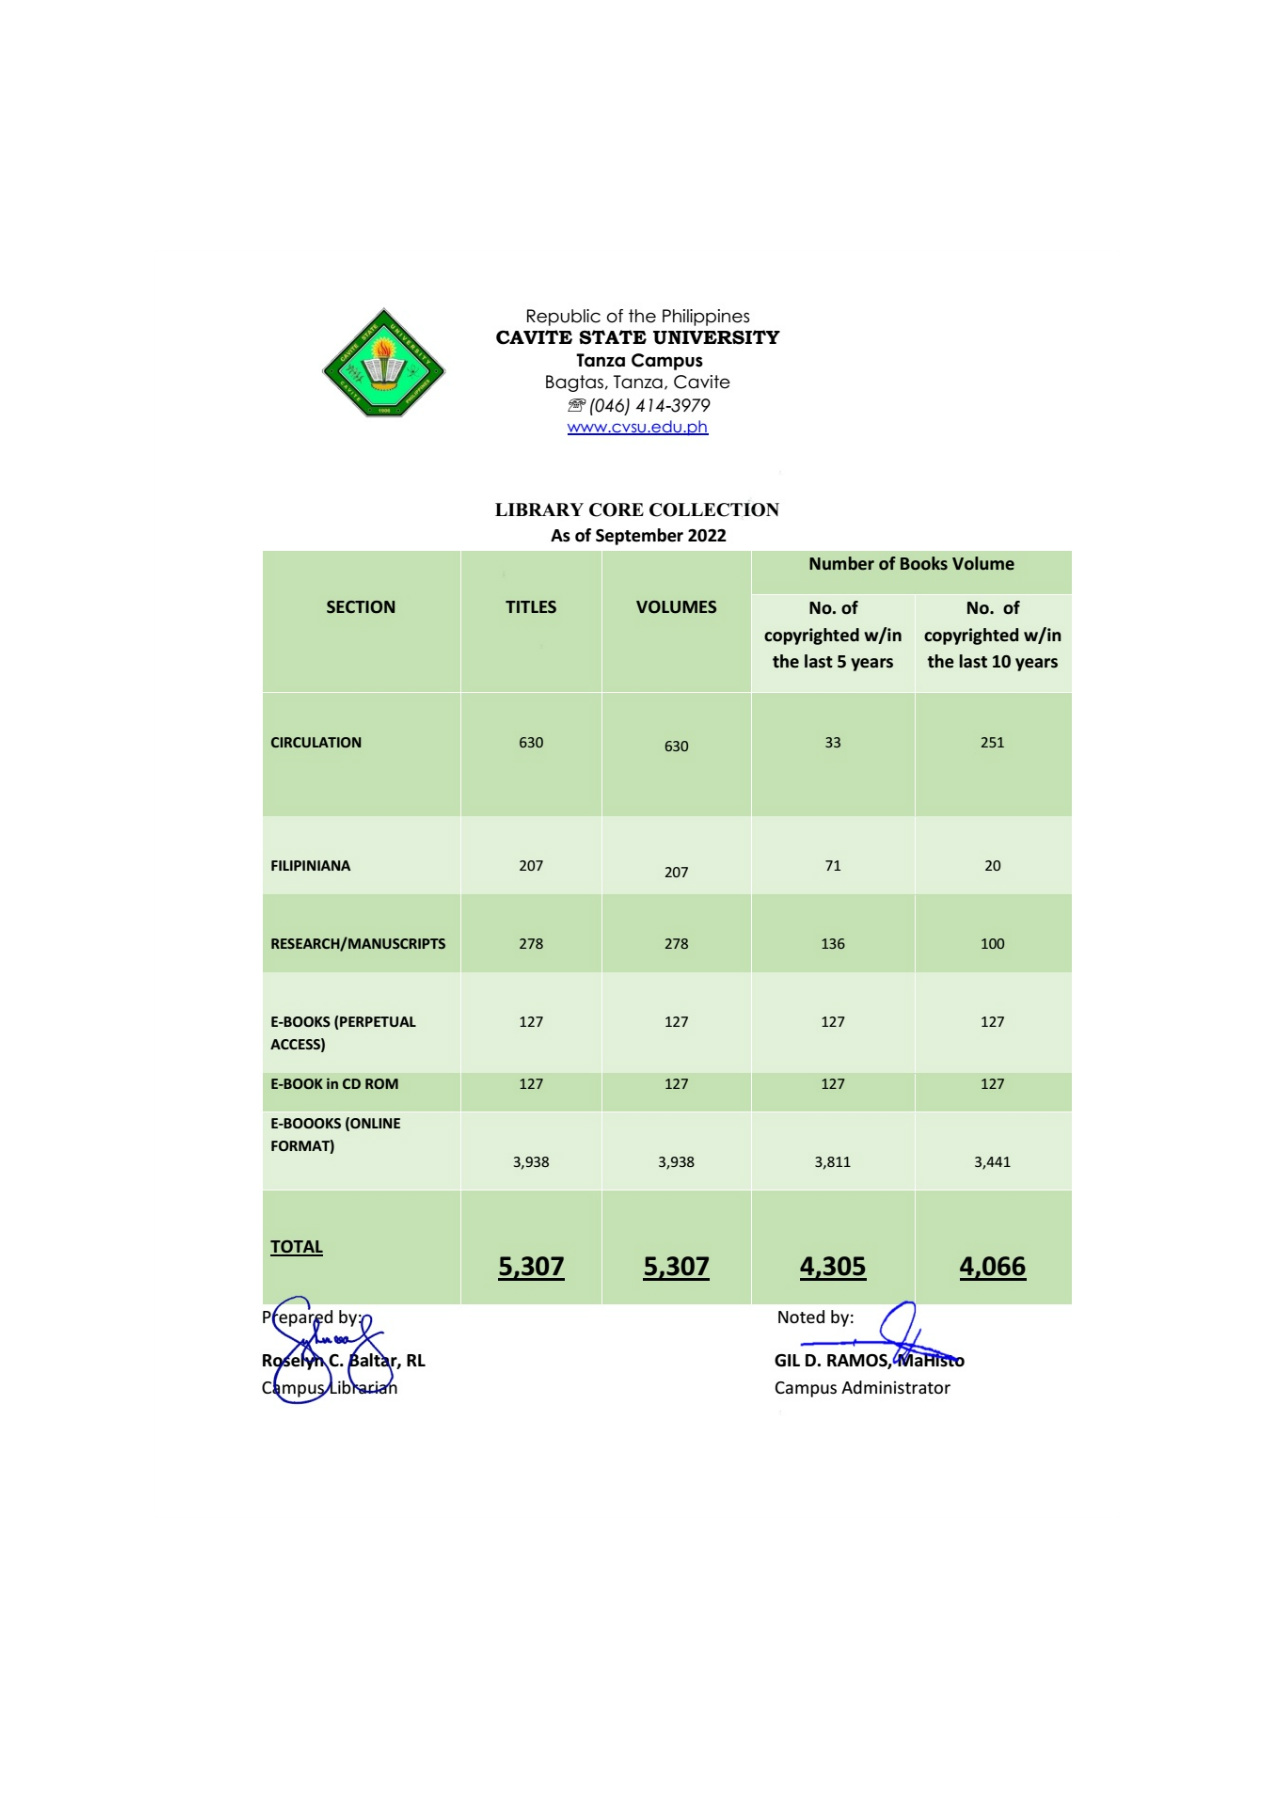 Republic of the Philippines
CAVITE STATE UNIVERSITY
Tanza Campus
Bagtas, Tanza, Cavite
☏ (046) 414-3979
www.cvsu.edu.ph
CAVITE STATE UNIVERSITY
CAVITE PHILIPPINES
LIBRARY CORE COLLECTION
As of September 2022
SECTION TITLES VOLUMES Number of Books Volume
No. of copyrighted w/in the last 5 years No. of copyrighted w/in the last 10 years
CIRCULATION 630 630 33 251
FILIPINIANA 207 207 71 20
RESEARCH/MANUSCRIPTS 278 278 136 100
E-BOOKS (PERPETUAL 127 127 127 127
ACCESS)
E-BOOK in CD ROM 127 127 127 127
E-BOOOKS (ONLINE
FORMAT)
3,938 3,938 3,811 3,441
TOTAL
5,307 5,307 4,305 4,066
Prepared by: Noted by:
Roselyn C. Baltar, RL GIL D. RAMOS, MaHisto
Campus Librarian Campus Administrator